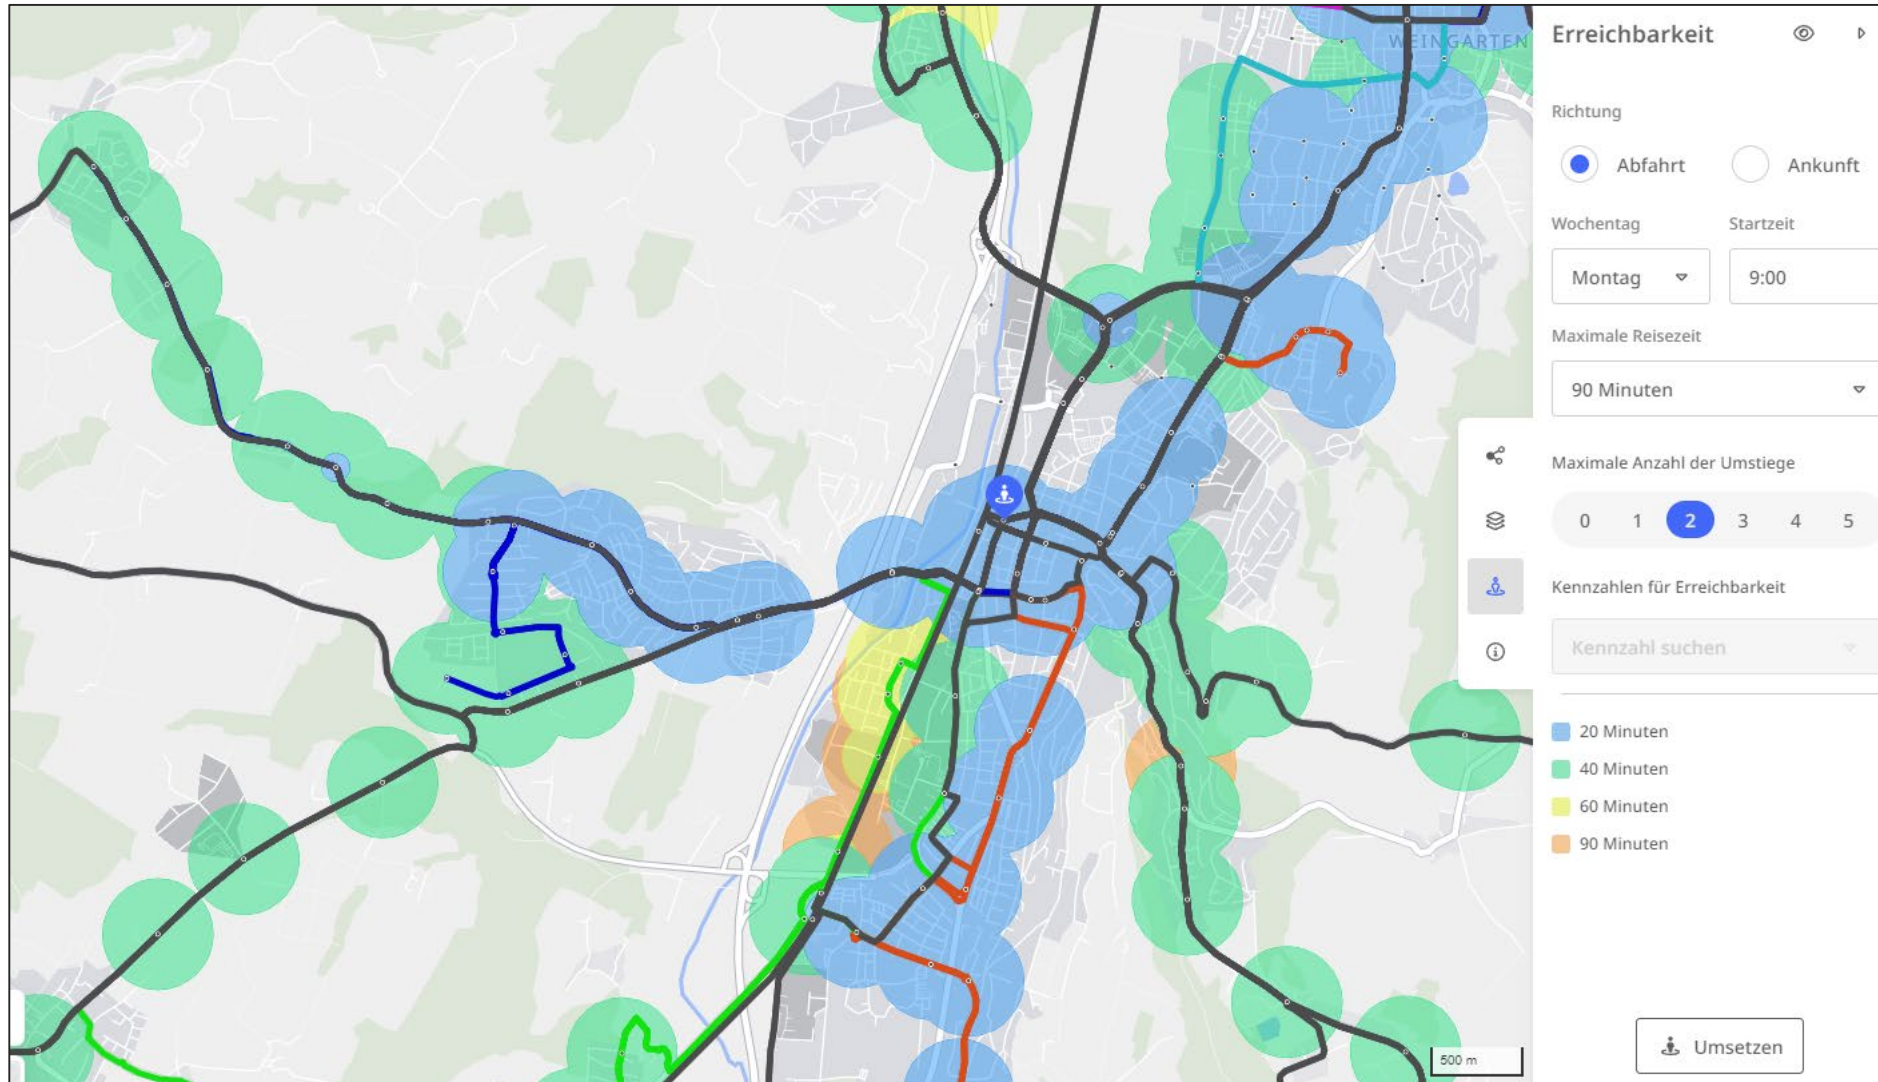 WEINGARTEN
500 m
Erreichbarkeit
Richtung
Abfahrt Ankunft
Wochentag Startzeit
Montag 9:00
Maximale Reisezeit
90 Minuten
Maximale Anzahl der Umstiege
0 1 2 3 4 5
Kennzahlen für Erreichbarkeit
Kennzahl suchen
20 Minuten
40 Minuten
60 Minuten
90 Minuten
Umsetzen